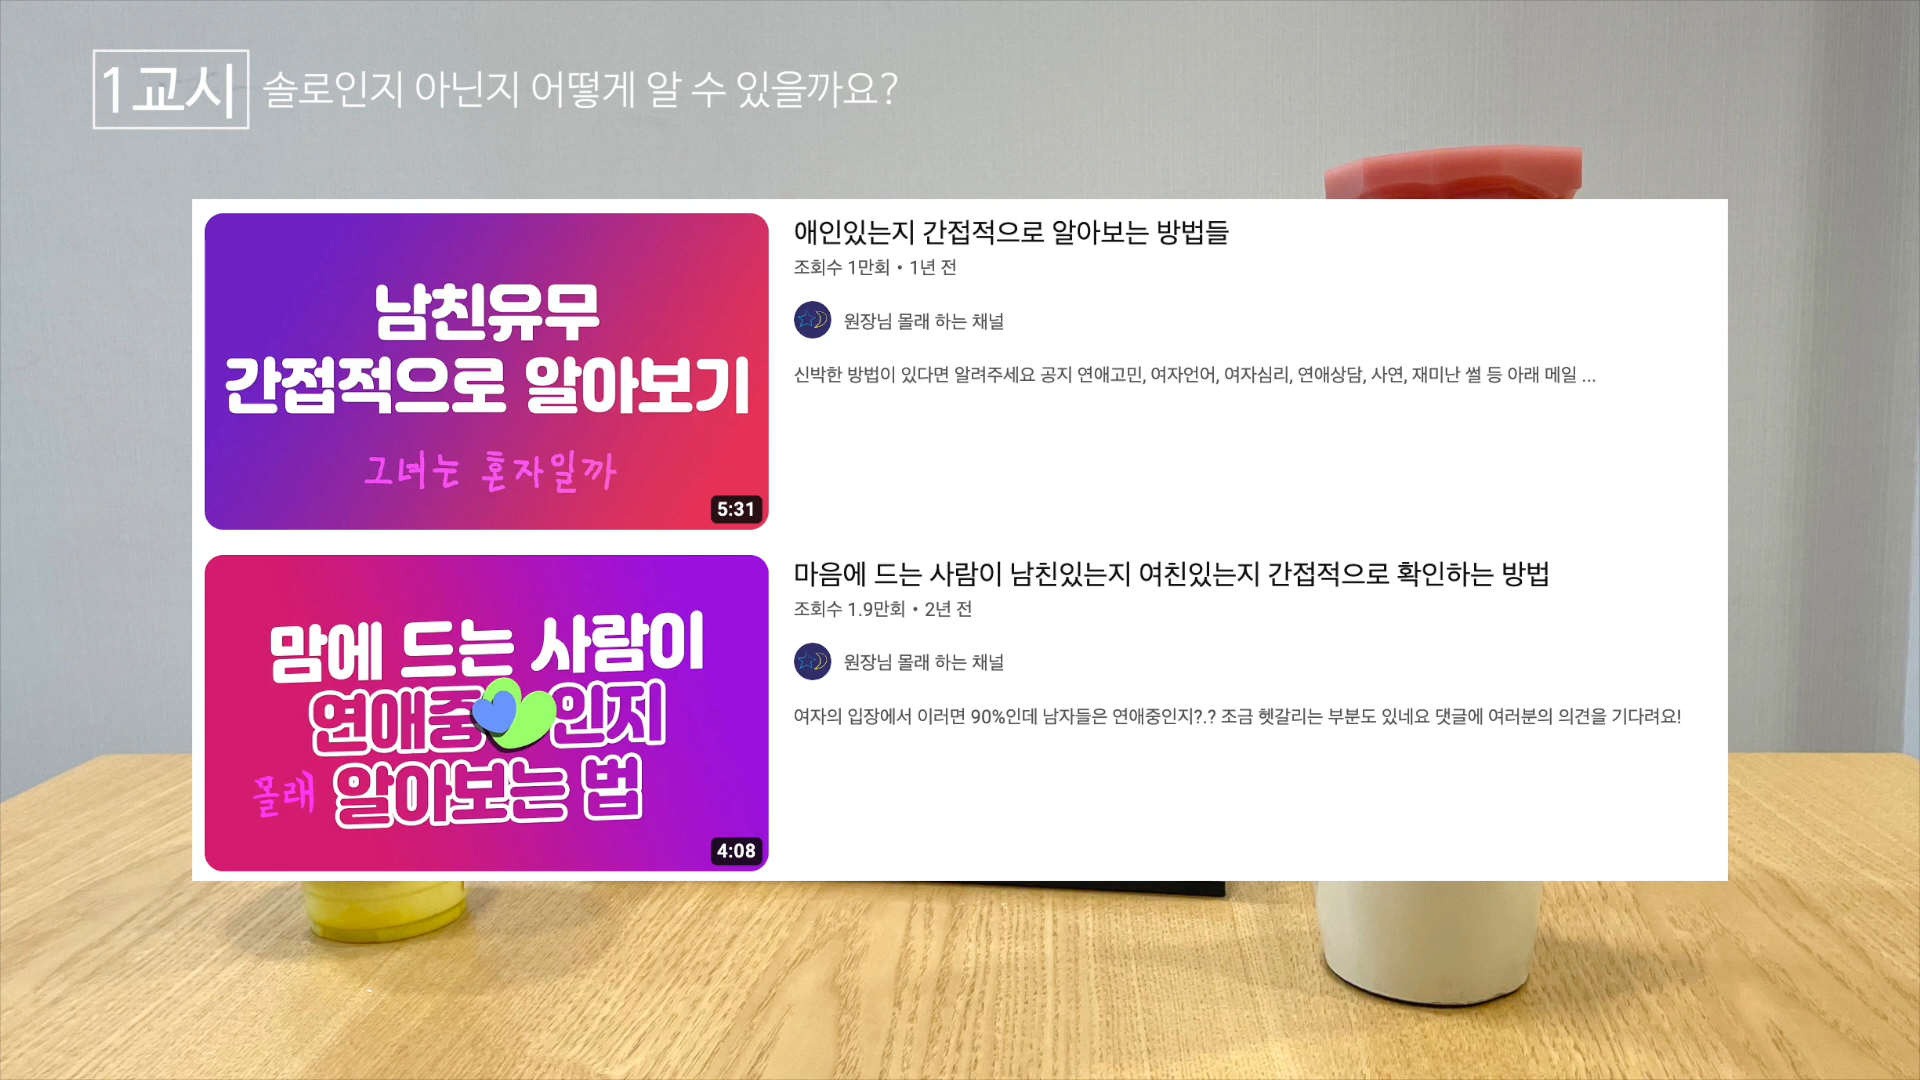 1교시 솔로인지 아닌지 어떻게 알 수 있을까요?
남친유무
간접적으로 알아보기
그녀는 혼자일까
5:31
애인있는지 간접적으로 알아보는 방법들
조회수 1만회 • 1년 전
원장님 몰래 하는 채널
신박한 방법이 있다면 알려주세요 공지 연애고민, 여자언어, 여자심리, 연애상담, 사연, 재미난 썰 등 아래 메일 ...
맘에 드는 사람이
연애중인지
몰래 알아보는 법
4:08
마음에 드는 사람이 남친있는지 여친있는지 간접적으로 확인하는 방법
조회수 1.9만회 • 2년 전
원장님 몰래 하는 채널
여자의 입장에서 이러면 90%인데 남자들은 연애중인지?.? 조금 헷갈리는 부분도 있네요 댓글에 여러분의 의견을 기다려요!